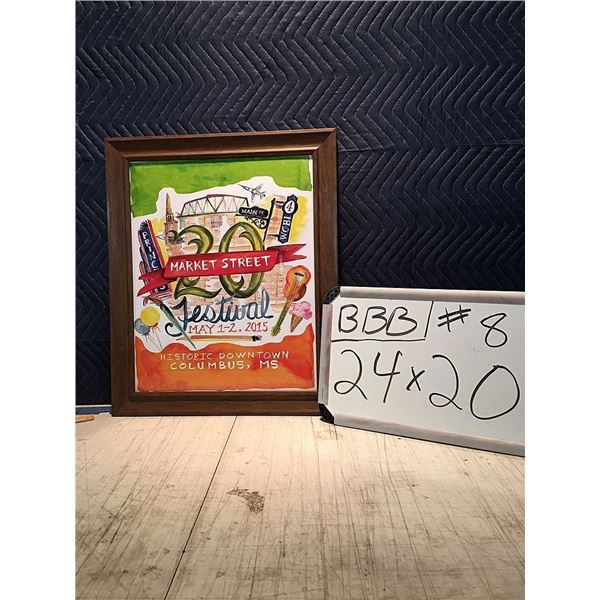 MAIN ST
4
WCBI
PRINC
20
MARKET STREET
Festival
MAY 1-2, 2015
HISTORIC DOWNTOWN
COLUMBUS, MS
BBB #8
24x20